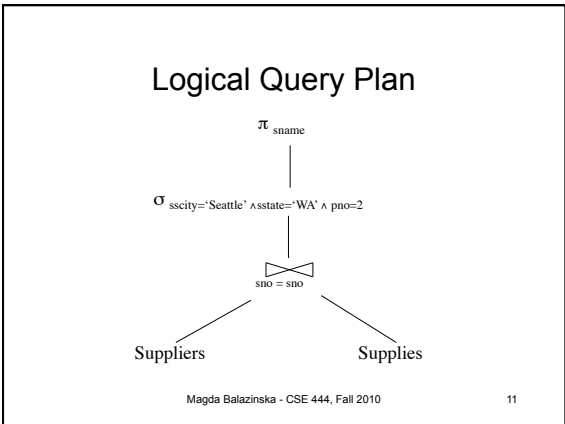 Logical Query Plan
π sname
σ sscity=‘Seattle’ ∧sstate=‘WA’ ∧ pno=2
sno = sno
Suppliers Supplies
Magda Balazinska - CSE 444, Fall 2010 11